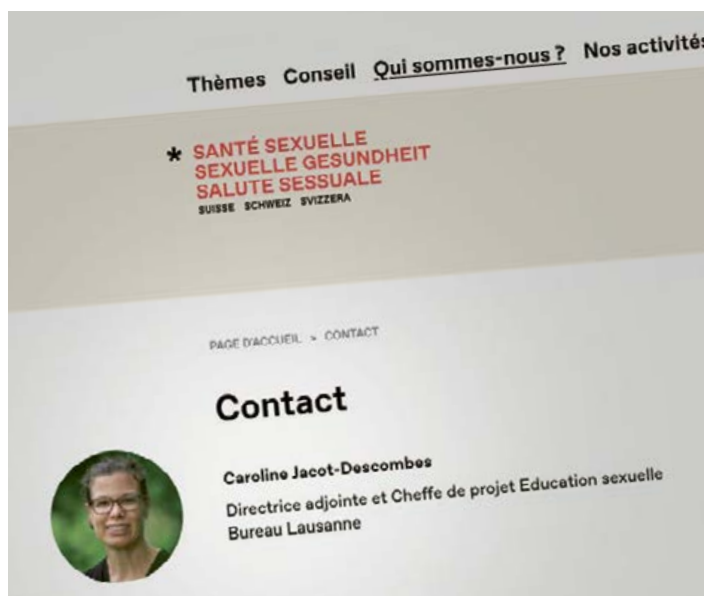 Thèmes Conseil Qui sommes-nous ? Nos activités
* SANTÉ SEXUELLE
SEXUELLE GESUNDHEIT
SALUTE SESSUALE
SUISSE SCHWEIZ SVIZZERA
PAGE D'ACCUEIL > CONTACT
Contact
Caroline Jacot-Descombes
Directrice adjointe et Cheffe de projet Education sexuelle
Bureau Lausanne